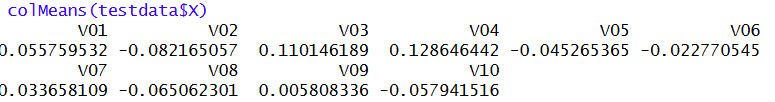 colMeans(testdata$X)
V01 V02 V03 V04 V05 V06
0.055759532 -0.082165057 0.110146189 0.128646442 -0.045265365 -0.022770545
V07 V08 V09 V10
0.033658109 -0.065062301 0.005808336 -0.057941516